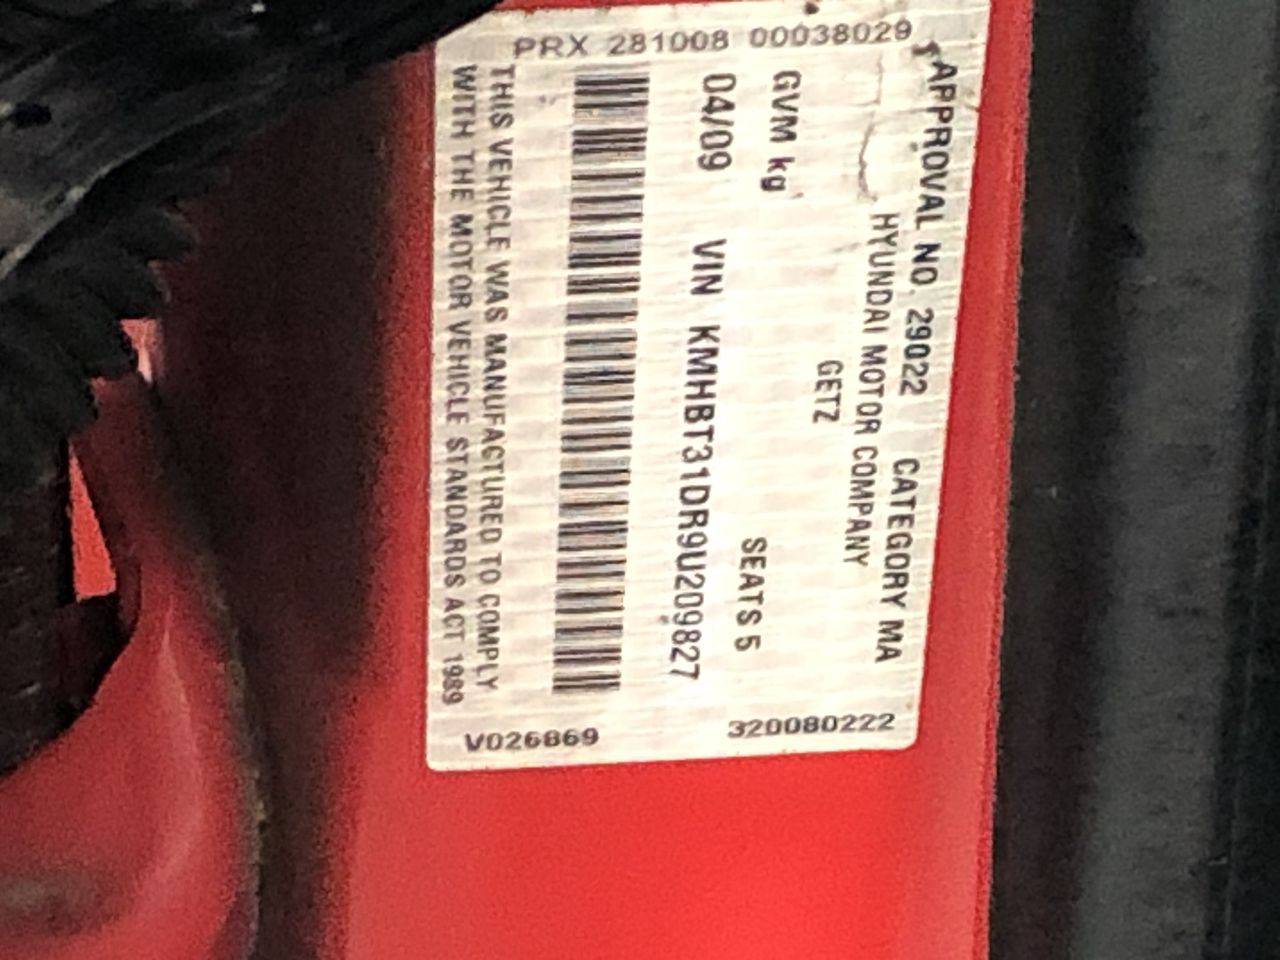 PRX 281008 00038029
APPROVAL NO. 29022 CATEGORY MA
HYUNDAI MOTOR COMPANY
GETZ
GVM kg SEATS 5
04/09 VIN KMHBT31DR9U209827
THIS VEHICLE WAS MANUFACTURED TO COMPLY
WITH THE MOTOR VEHICLE STANDARDS ACT 1989
V026869 320080222